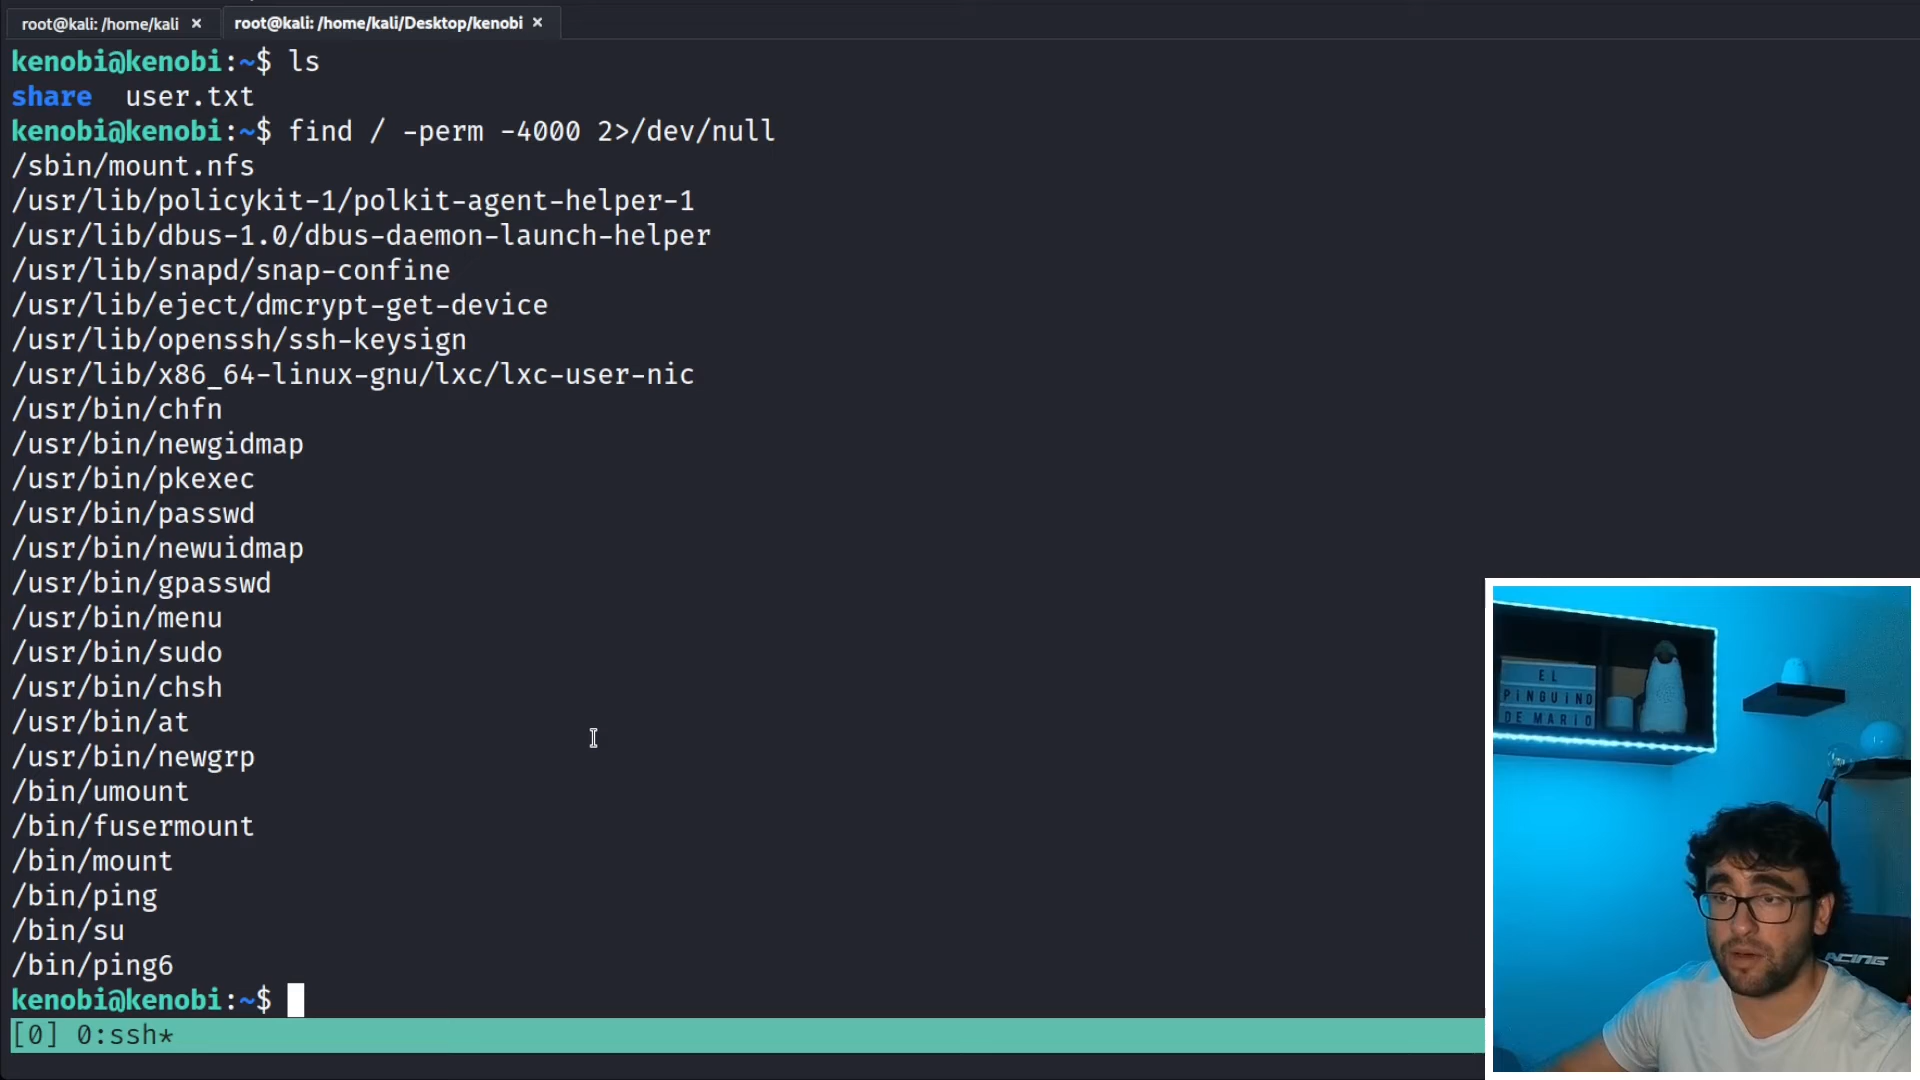 root@kali: /home/kali × root@kali: /home/kali/Desktop/kenobi ×
kenobi@kenobi:~$ ls
share user.txt
kenobi@kenobi:~$ find / -perm -4000 2>/dev/null
/sbin/mount.nfs
/usr/lib/policykit-1/polkit-agent-helper-1
/usr/lib/dbus-1.0/dbus-daemon-launch-helper
/usr/lib/snapd/snap-confine
/usr/lib/eject/dmcrypt-get-device
/usr/lib/openssh/ssh-keysign
/usr/lib/x86_64-linux-gnu/lxc/lxc-user-nic
/usr/bin/chfn
/usr/bin/newgidmap
/usr/bin/pkexec
/usr/bin/passwd
/usr/bin/newuidmap
/usr/bin/gpasswd
/usr/bin/menu
/usr/bin/sudo
/usr/bin/chsh
/usr/bin/at
/usr/bin/newgrp
/bin/umount
/bin/fusermount
/bin/mount
/bin/ping
/bin/su
/bin/ping6
kenobi@kenobi:~$
[0] 0:ssh*
EL
PINGUINO
DE MARIO
ACING